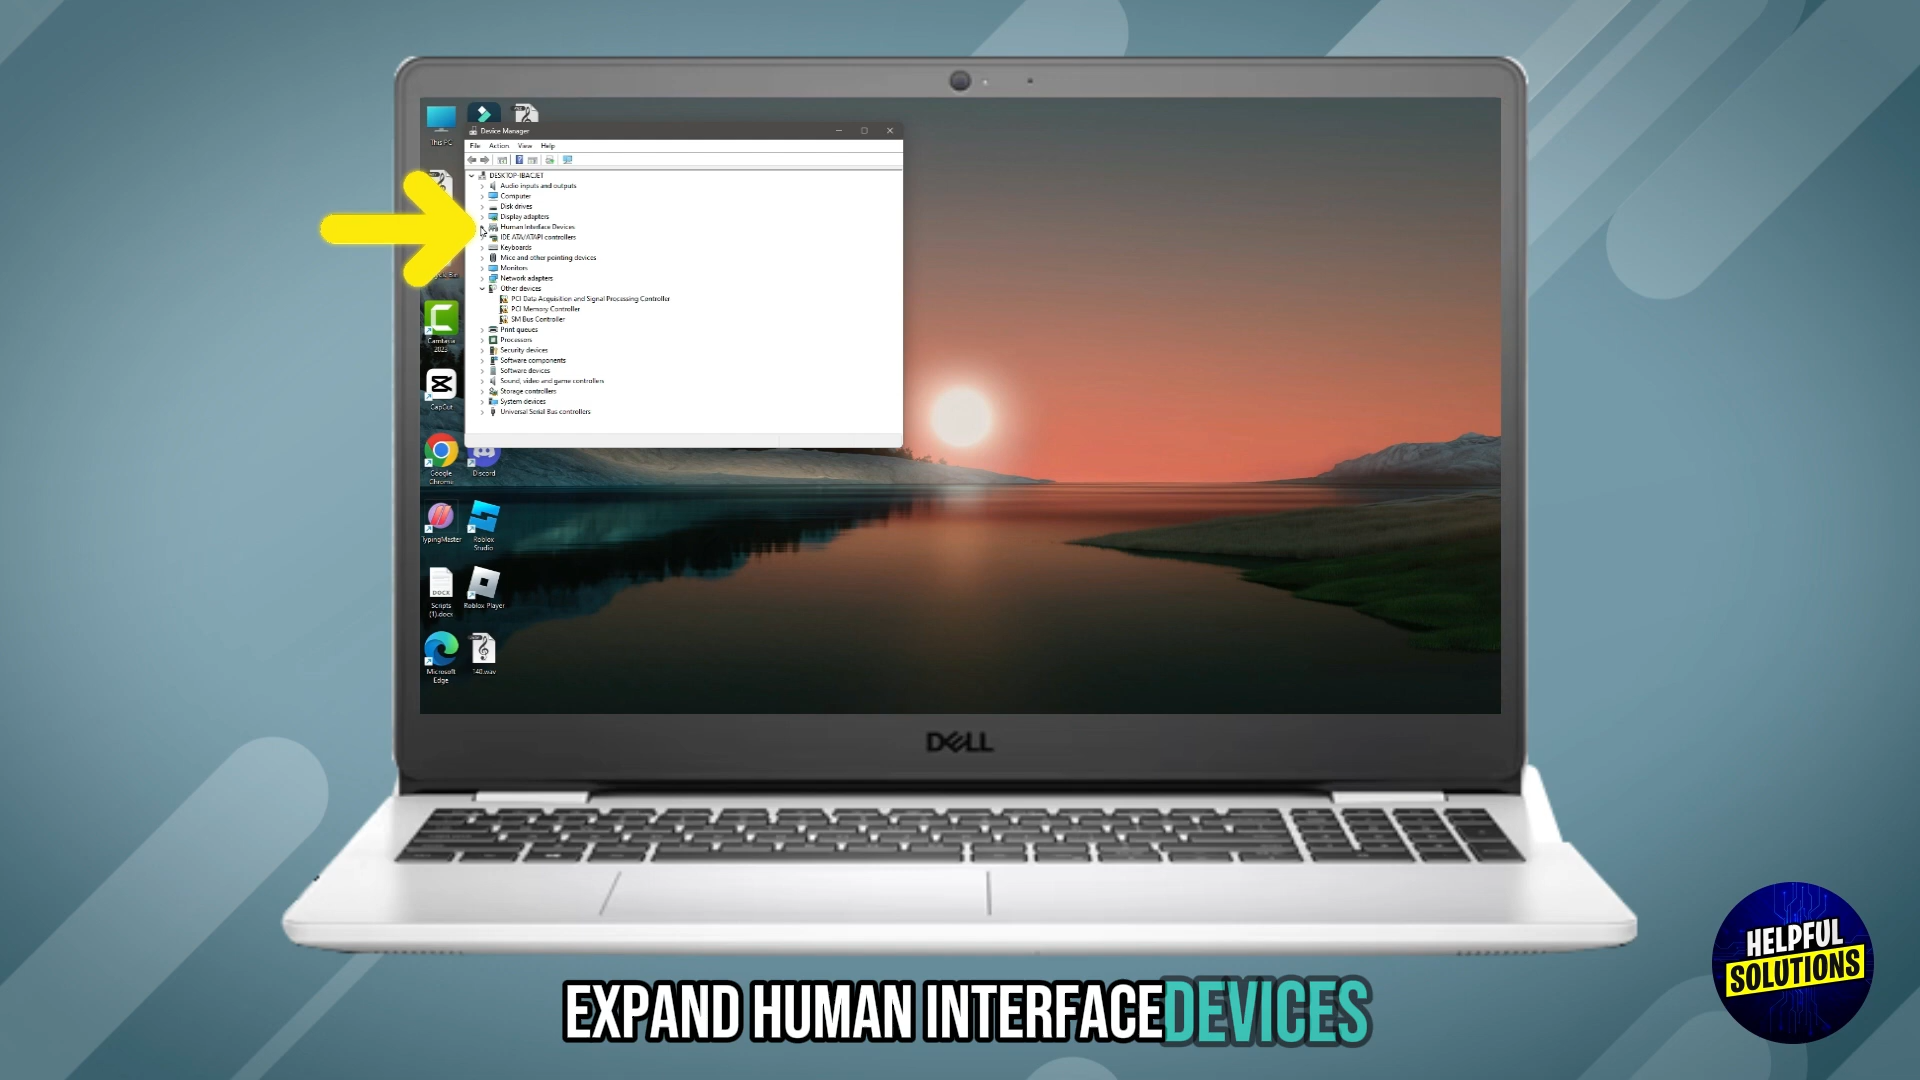 This PC
Device Manager
File Action View Help
DESKTOP-IBACJET
Audio inputs and outputs
Computer
Disk drives
Display adapters
Human Interface Devices
IDE ATA/ATAPI controllers
Keyboards
Mice and other pointing devices
Monitors
Network adapters
Other devices
PCI Data Acquisition and Signal Processing Controller
PCI Memory Controller
SM Bus Controller
Print queues
Processors
Security devices
Software components
Software devices
Sound, video and game controllers
Storage controllers
System devices
Universal Serial Bus controllers
Camtasia
2023
CapCut
Google
Chrome
Discord
TypingMaster
Roblox
Studio
DOCX
Scripts
(1).docx
Roblox Player
Microsoft
Edge
140.wav
DELL
HELPFUL
SOLUTIONS
EXPAND HUMAN INTERFACE DEVICES